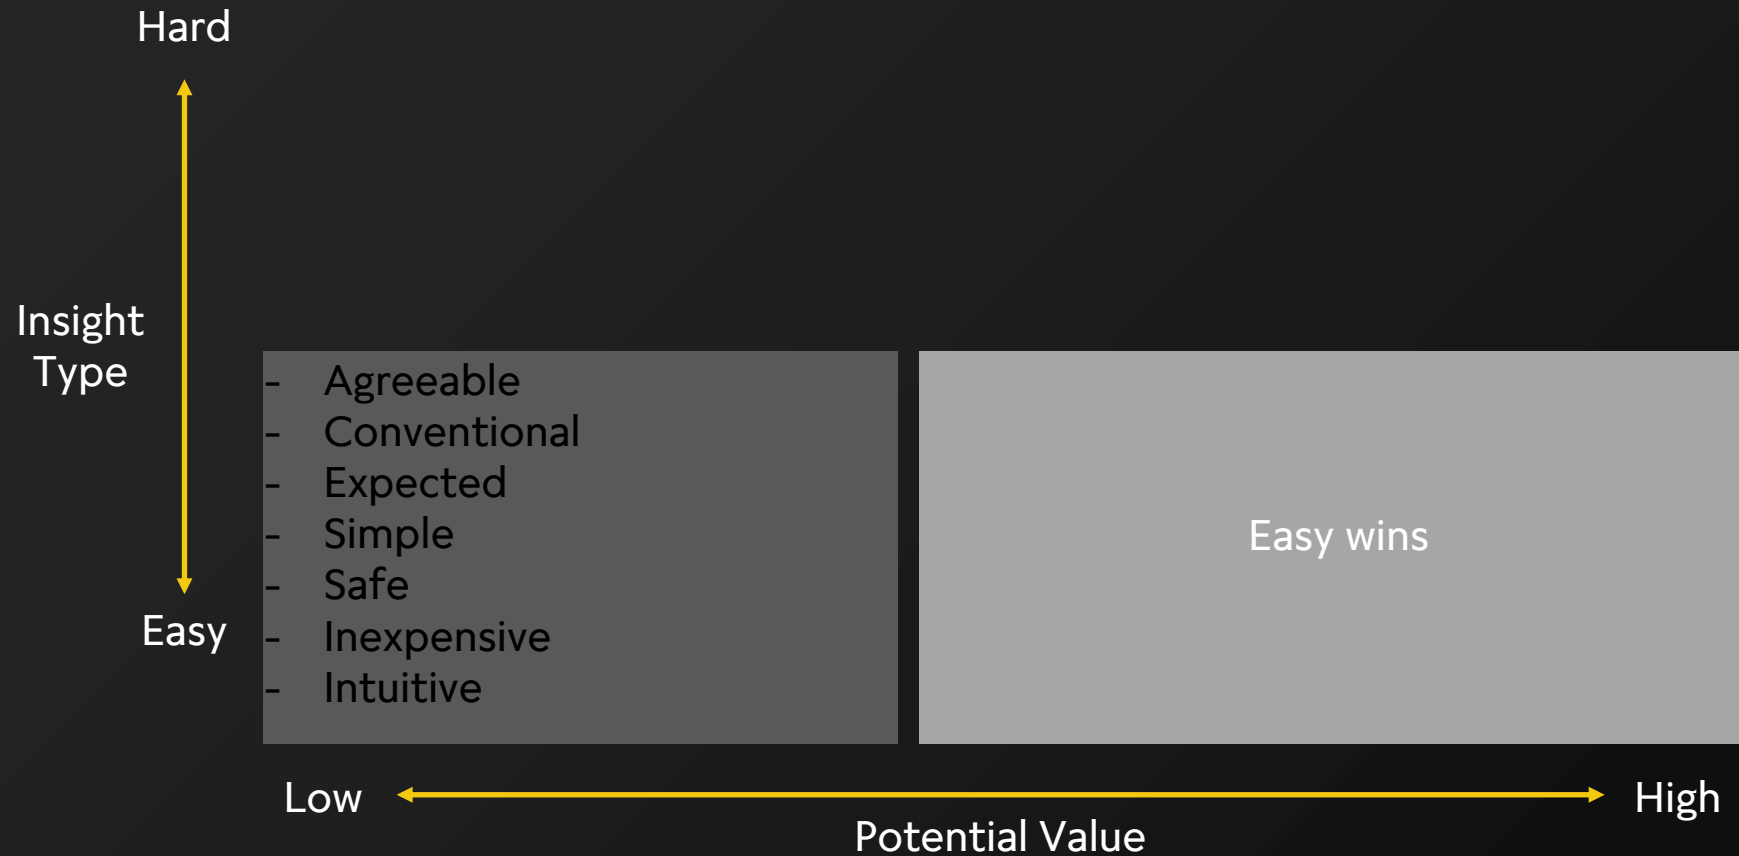 Hard
Insight
Type
Easy
- Agreeable
- Conventional
- Expected
- Simple
- Safe
- Inexpensive
- Intuitive
Easy wins
Low
High
Potential Value